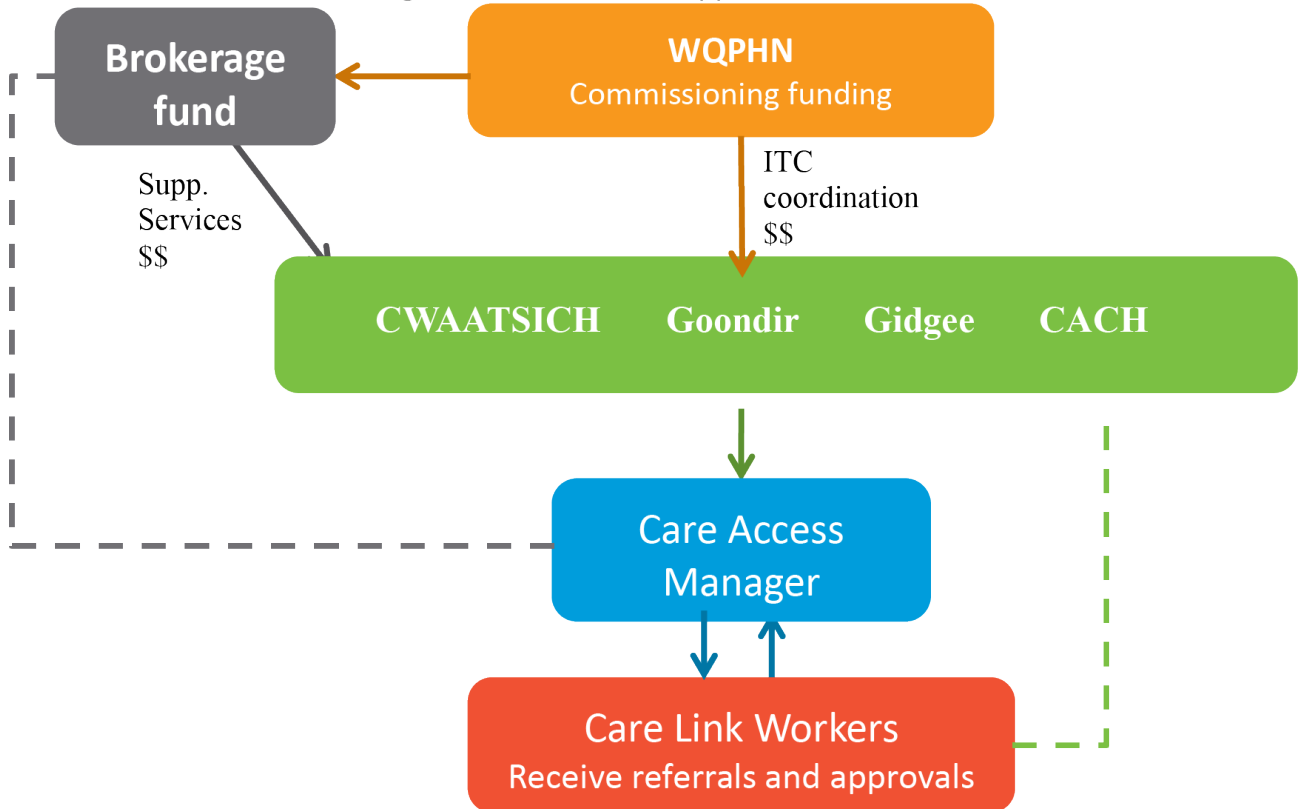 Brokerage
fund
WQPHN
Commissioning funding
Supp.
Services
$$
ITC
coordination
$$
CWAATSICH Goondir Gidgee CACH
Care Access
Manager
Care Link Workers
Receive referrals and approvals